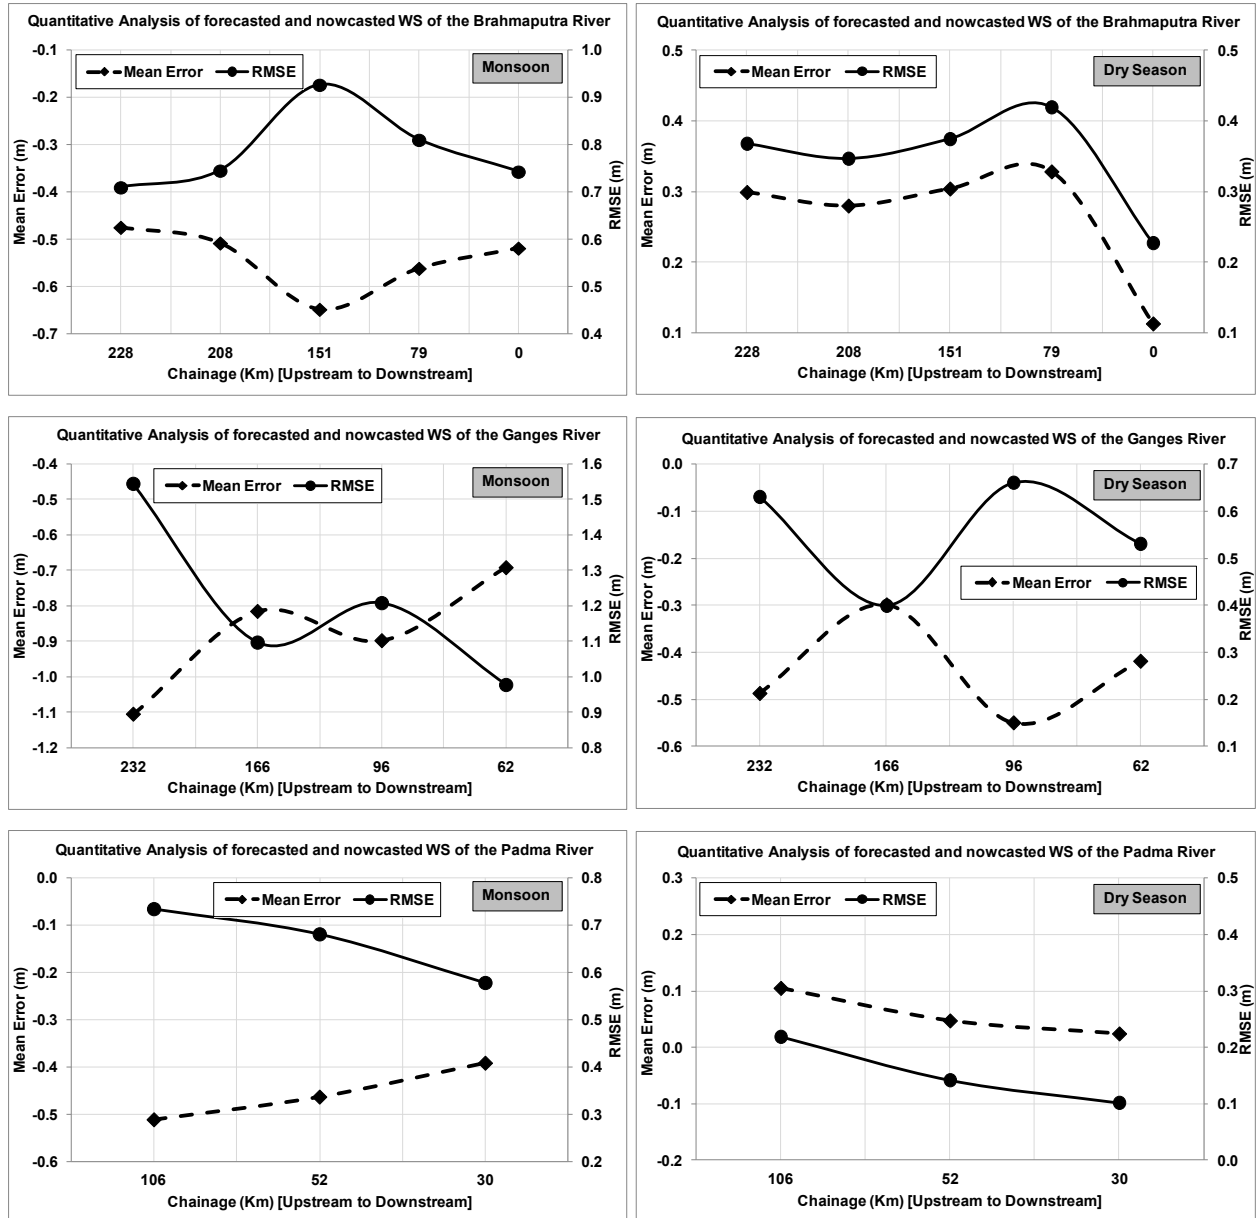 Quantitative Analysis of forecasted and nowcasted WS of the Brahmaputra River
-0.1 1.0
Mean Error RMSE Monsoon
-0.2 0.9
-0.3 0.8
-0.4 0.7
-0.5 0.6
-0.6 0.5
-0.7 0.4
Mean Error (m)
RMSE (m)
228 208 151 79 0
Chainage (Km) [Upstream to Downstream]
Quantitative Analysis of forecasted and nowcasted WS of the Brahmaputra River
0.5 0.5
Mean Error RMSE Dry Season
0.4 0.4
0.3 0.3
0.2 0.2
0.1 0.1
Mean Error (m)
RMSE (m)
228 208 151 79 0
Chainage (Km) [Upstream to Downstream]
Quantitative Analysis of forecasted and nowcasted WS of the Ganges River
-0.4 1.6
Mean Error RMSE Monsoon
-0.5 1.5
-0.6 1.4
-0.7 1.3
-0.8 1.2
-0.9 1.1
-1.0 1.0
-1.1 0.9
-1.2 0.8
Mean Error (m)
RMSE (m)
232 166 96 62
Chainage (Km) [Upstream to Downstream]
Quantitative Analysis of forecasted and nowcasted WS of the Ganges River
0.0 0.7
Dry Season
-0.1 0.6
-0.2 0.5
Mean Error RMSE
-0.3 0.4
-0.4 0.3
-0.5 0.2
-0.6 0.1
Mean Error (m)
RMSE (m)
232 166 96 62
Chainage (Km) [Upstream to Downstream]
Quantitative Analysis of forecasted and nowcasted WS of the Padma River
0.0 0.8
Mean Error RMSE Monsoon
-0.1 0.7
-0.2 0.6
-0.3 0.5
-0.4 0.4
-0.5 0.3
-0.6 0.2
Mean Error (m)
RMSE (m)
106 52 30
Chainage (Km) [Upstream to Downstream]
Quantitative Analysis of forecasted and nowcasted WS of the Padma River
0.3 0.5
Mean Error RMSE Dry Season
0.2 0.4
0.1 0.3
0.0 0.2
-0.1 0.1
-0.2 0.0
Mean Error (m)
RMSE (m)
106 52 30
Chainage (Km) [Upstream to Downstream]